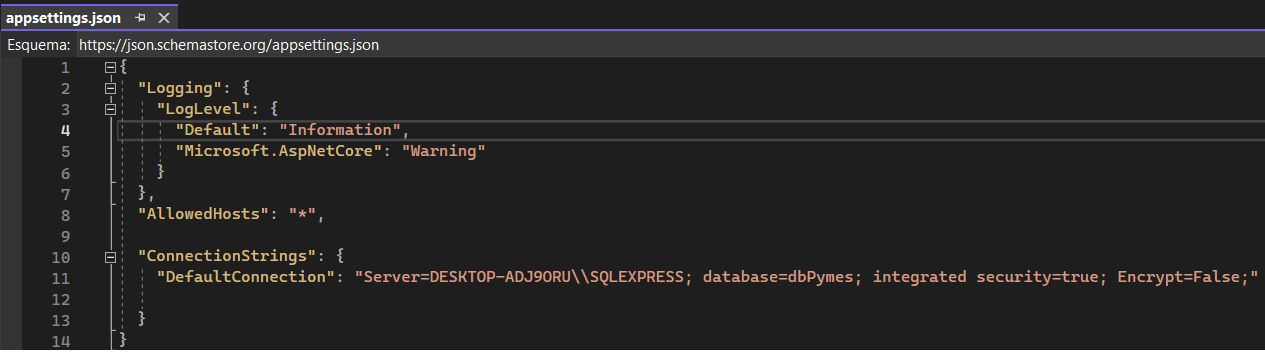 appsettings.json
Esquema: https://json.schemastore.org/appsettings.json
1 {
2 "Logging": {
3 "LogLevel": {
4 "Default": "Information",
5 "Microsoft.AspNetCore": "Warning"
6 }
7 },
8 "AllowedHosts": "*",
9
10 "ConnectionStrings": {
11 "DefaultConnection": "Server=DESKTOP-ADJ9ORU\\SQLEXPRESS; database=dbPymes; integrated security=true; Encrypt=False;"
12
13 }
14 }